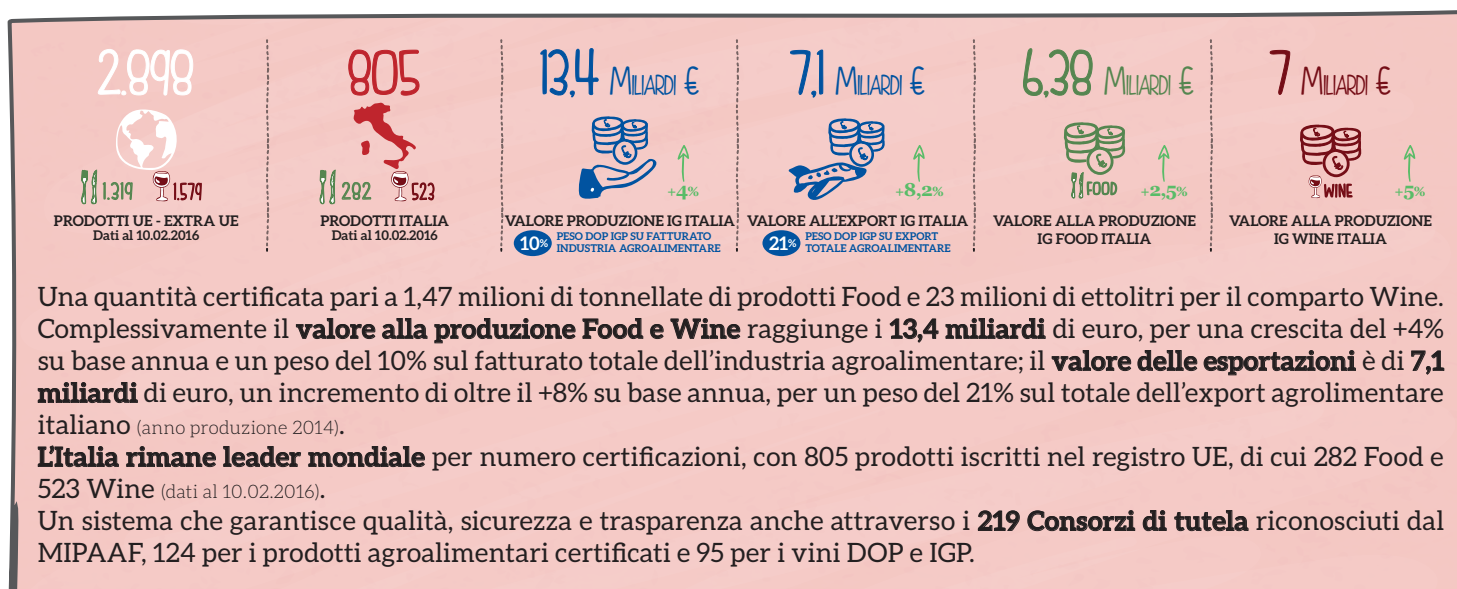 2.898
1.319 1.579
PRODOTTI UE - EXTRA UE
Dati al 10.02.2016
805
282 523
PRODOTTI ITALIA
Dati al 10.02.2016
13,4 MILIARDI €
+4%
VALORE PRODUZIONE IG ITALIA
10% PESO DOP IGP SU FATTURATO
INDUSTRIA AGROALIMENTARE
7,1 MILIARDI €
+8,2%
VALORE ALL'EXPORT IG ITALIA
21% PESO DOP IGP SU EXPORT
TOTALE AGROALIMENTARE
6,38 MILIARDI €
FOOD +2,5%
VALORE ALLA PRODUZIONE
IG FOOD ITALIA
7 MILIARDI €
WINE +5%
VALORE ALLA PRODUZIONE
IG WINE ITALIA
Una quantità certificata pari a 1,47 milioni di tonnellate di prodotti Food e 23 milioni di ettolitri per il comparto Wine.
Complessivamente il valore alla produzione Food e Wine raggiunge i 13,4 miliardi di euro, per una crescita del +4%
su base annua e un peso del 10% sul fatturato totale dell'industria agroalimentare; il valore delle esportazioni è di 7,1
miliardi di euro, un incremento di oltre il +8% su base annua, per un peso del 21% sul totale dell'export agrolimentare
italiano (anno produzione 2014).
L'Italia rimane leader mondiale per numero certificazioni, con 805 prodotti iscritti nel registro UE, di cui 282 Food e
523 Wine (dati al 10.02.2016).
Un sistema che garantisce qualità, sicurezza e trasparenza anche attraverso i 219 Consorzi di tutela riconosciuti dal
MIPAAF, 124 per i prodotti agroalimentari certificati e 95 per i vini DOP e IGP.